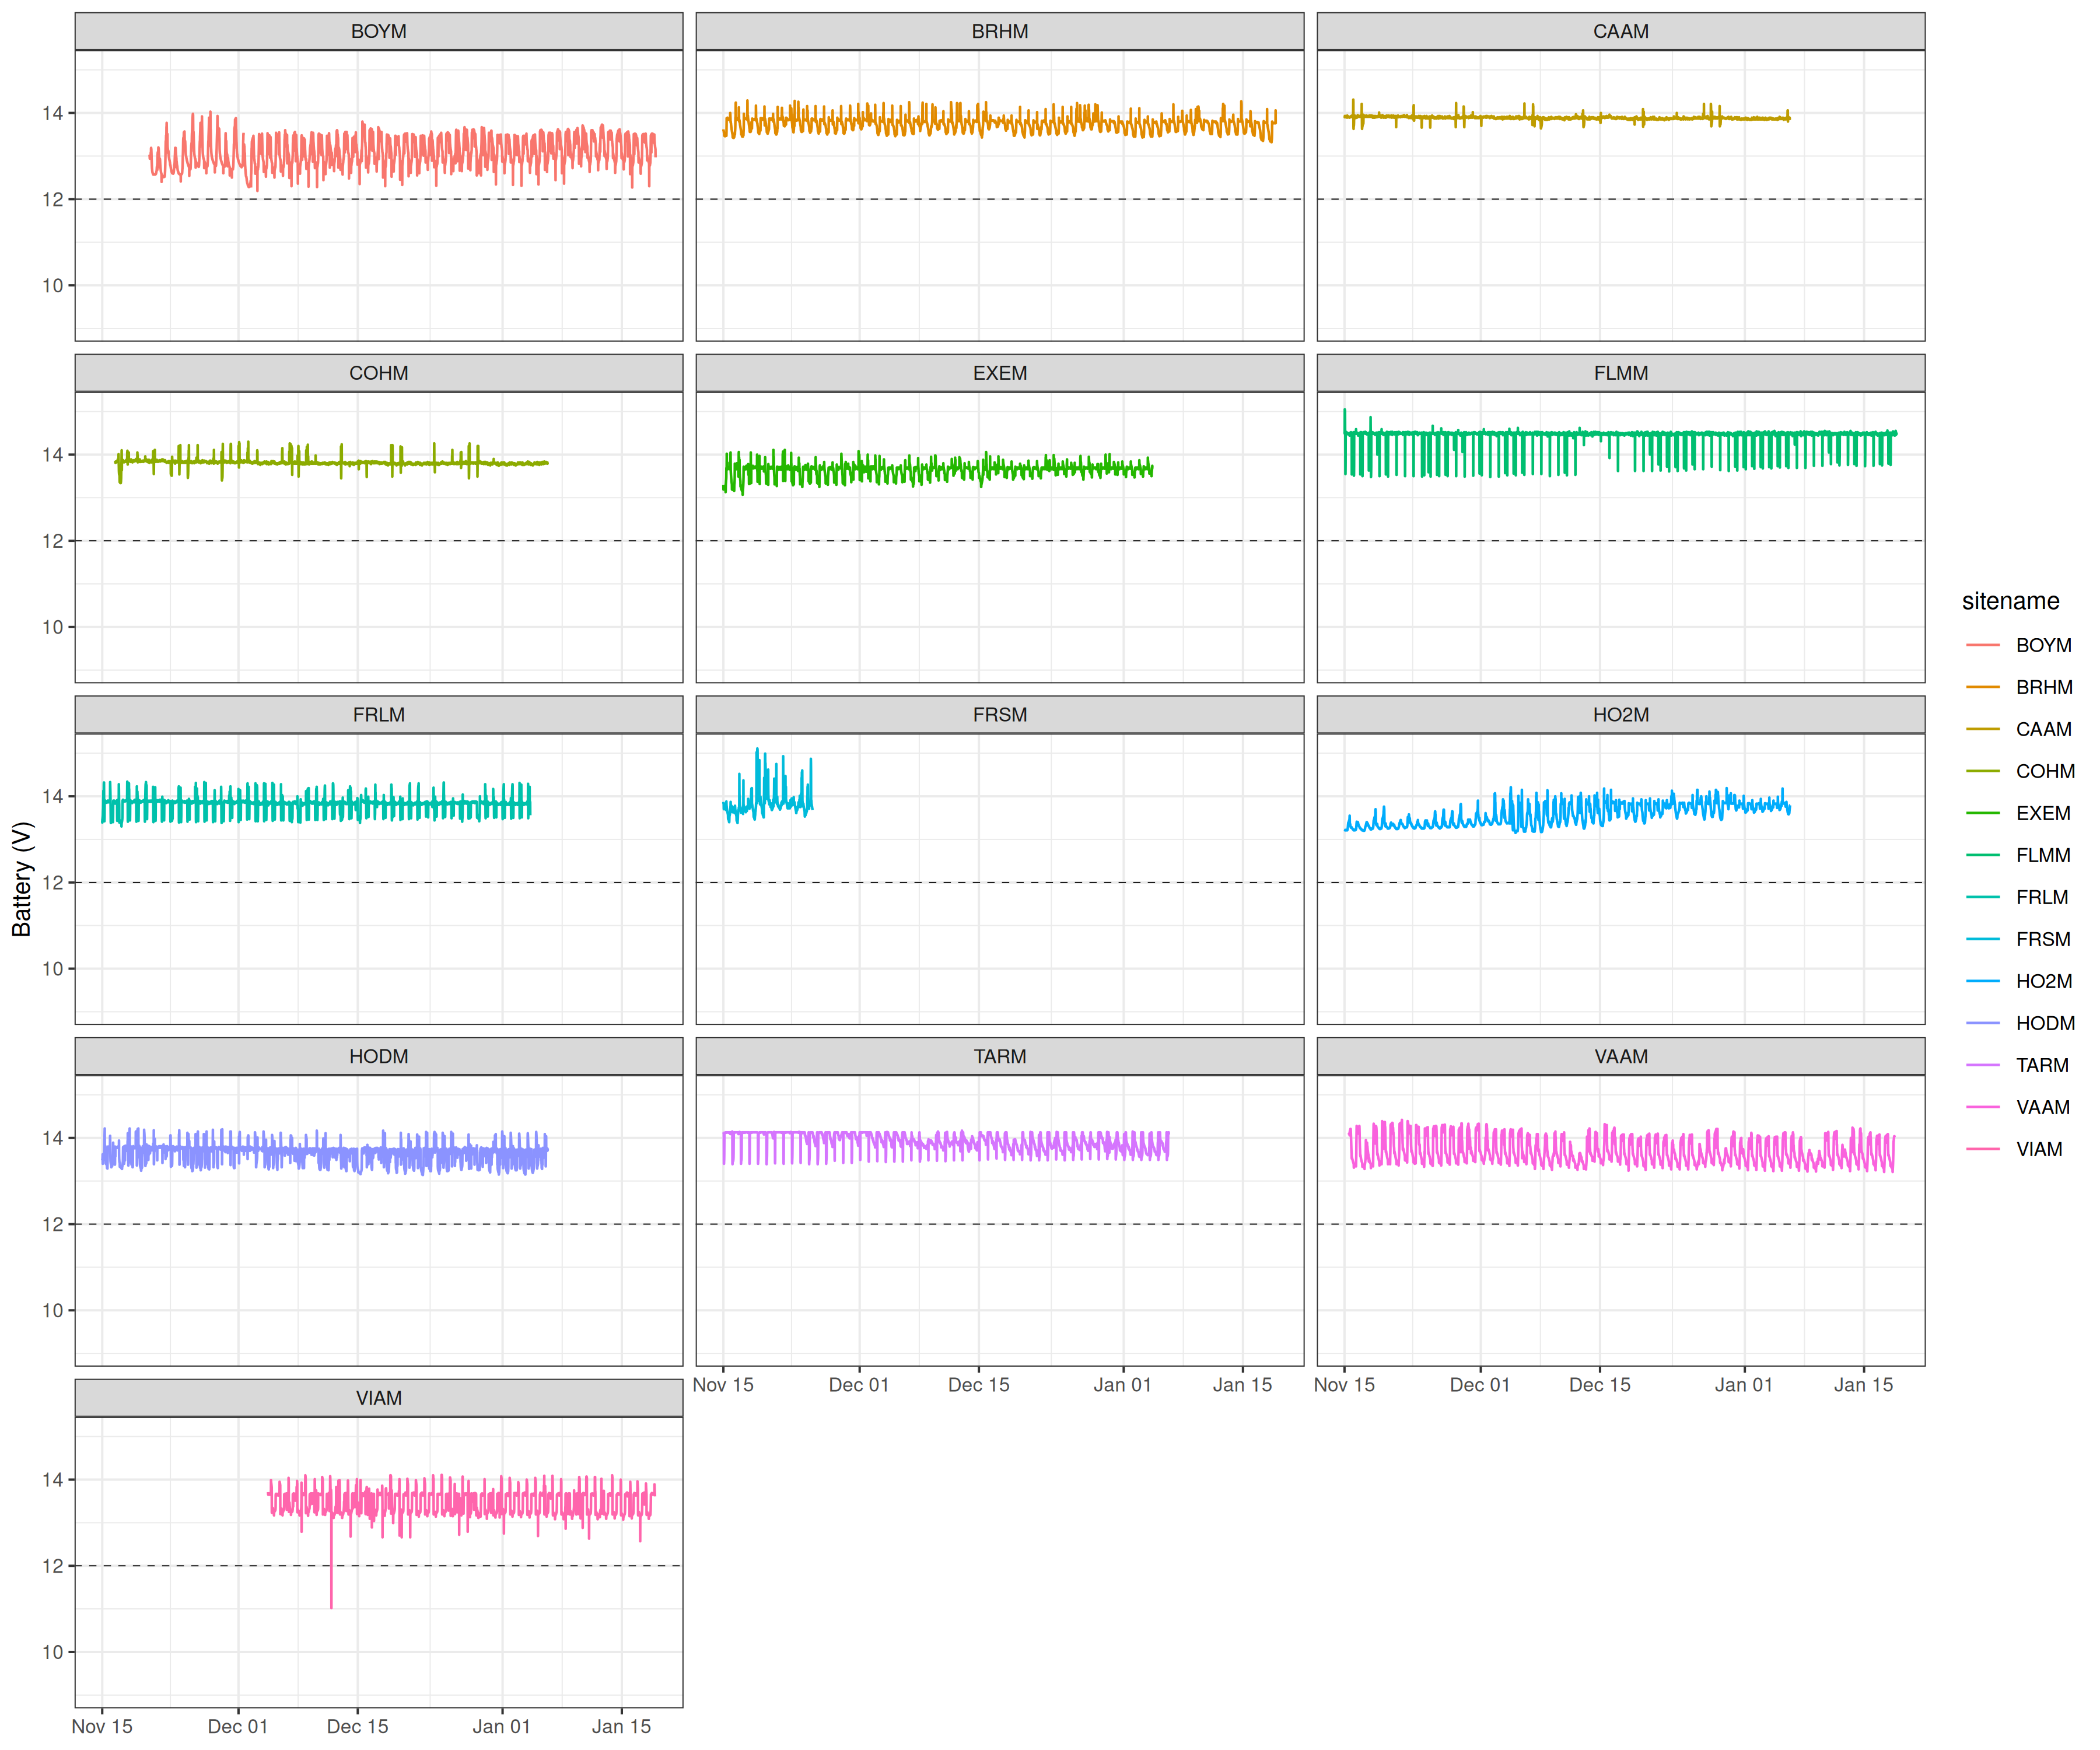 BOYM BRHM CAAM
14
12
10
COHM EXEM FLMM
14
12
10
FRLM FRSM HO2M
14
12
10
HODM TARM VAAM
14
12
10
Nov 15 Dec 01 Dec 15 Jan 01 Jan 15 Nov 15 Dec 01 Dec 15 Jan 01 Jan 15
VIAM
14
12
10
Nov 15 Dec 01 Dec 15 Jan 01 Jan 15
Battery (V)
sitename
BOYM
BRHM
CAAM
COHM
EXEM
FLMM
FRLM
FRSM
HO2M
HODM
TARM
VAAM
VIAM